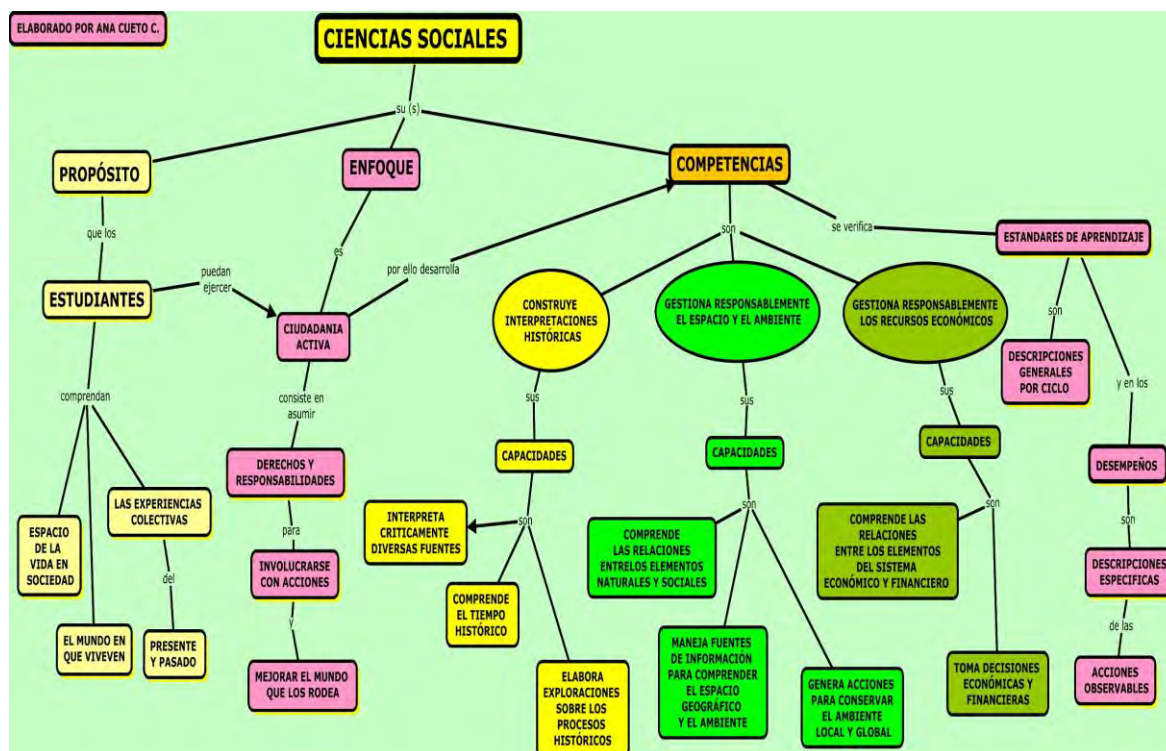 ELABORADO POR ANA CUETO C.
CIENCIAS SOCIALES
su (s)
PROPÓSITO
ENFOQUE
COMPETENCIAS
que los
es
son
se verifica
ESTANDARES DE APRENDIZAJE
ESTUDIANTES
puedan
ejercer
por ello desarrolla
CIUDADANIA
ACTIVA
CONSTRUYE
INTERPRETACIONES
HISTÓRICAS
GESTIONA RESPONSABLEMENTE
EL ESPACIO Y EL AMBIENTE
GESTIONA RESPONSABLEMENTE
LOS RECURSOS ECONÓMICOS
son
DESCRIPCIONES
GENERALES
POR CICLO
y en los
comprendan
consiste en
asumir
sus
sus
sus
CAPACIDADES
CAPACIDADES
CAPACIDADES
DESEMPEÑOS
DERECHOS Y
RESPONSABILIDADES
LAS EXPERIENCIAS
COLECTIVAS
ESPACIO
DE LA
VIDA EN
SOCIEDAD
para
INTERPRETA
CRITICAMENTE
DIVERSAS FUENTES
son
son
son
son
COMPRENDE
LAS RELACIONES
ENTRELOS ELEMENTOS
NATURALES Y SOCIALES
COMPRENDE LAS
RELACIONES
ENTRE LOS ELEMENTOS
DEL SISTEMA
ECONÓMICO Y FINANCIERO
DESCRIPCIONES
ESPECIFICAS
del
INVOLUCRARSE
CON ACCIONES
COMPRENDE
EL TIEMPO
HISTÓRICO
y
de las
EL MUNDO EN
QUE VIVEVEN
PRESENTE
Y PASADO
MEJORAR EL MUNDO
QUE LOS RODEA
ELABORA
EXPLORACIONES
SOBRE LOS
PROCESOS
HISTÓRICOS
MANEJA FUENTES
DE INFORMACIÓN
PARA COMPRENDER
EL ESPACIO
GEOGRÁFICO
Y EL AMBIENTE
GENERA ACCIONES
PARA CONSERVAR
EL AMBIENTE
LOCAL Y GLOBAL
TOMA DECISIONES
ECONÓMICAS Y
FINANCIERAS
ACCIONES
OBSERVABLES